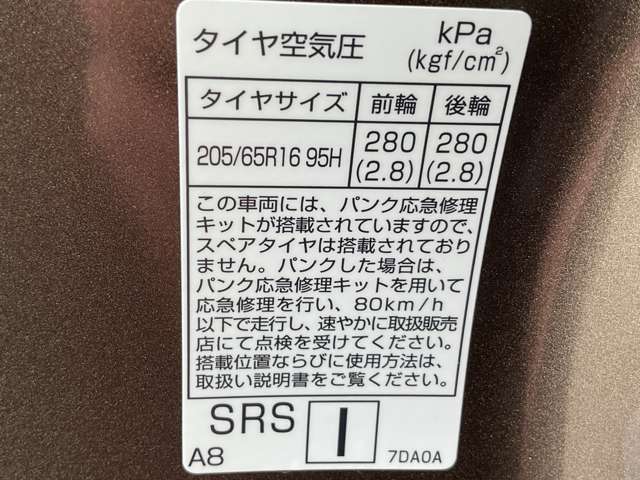 タイヤ空気圧 kPa
(kgf/cm²)
タイヤサイズ 前輪 後輪
205/65R16 95H 280 280
(2.8) (2.8)
この車両には、パンク応急修理
キットが搭載されていますので、
スペアタイヤは搭載されており
ません。パンクした場合は、
パンク応急修理キットを用いて
応急修理を行い、80km/h
以下で走行し、速やかに取扱販売
店にて点検を受けてください。
搭載位置ならびに使用方法は、
取扱い説明書をご覧ください。
SRS I
A8 7DA0A